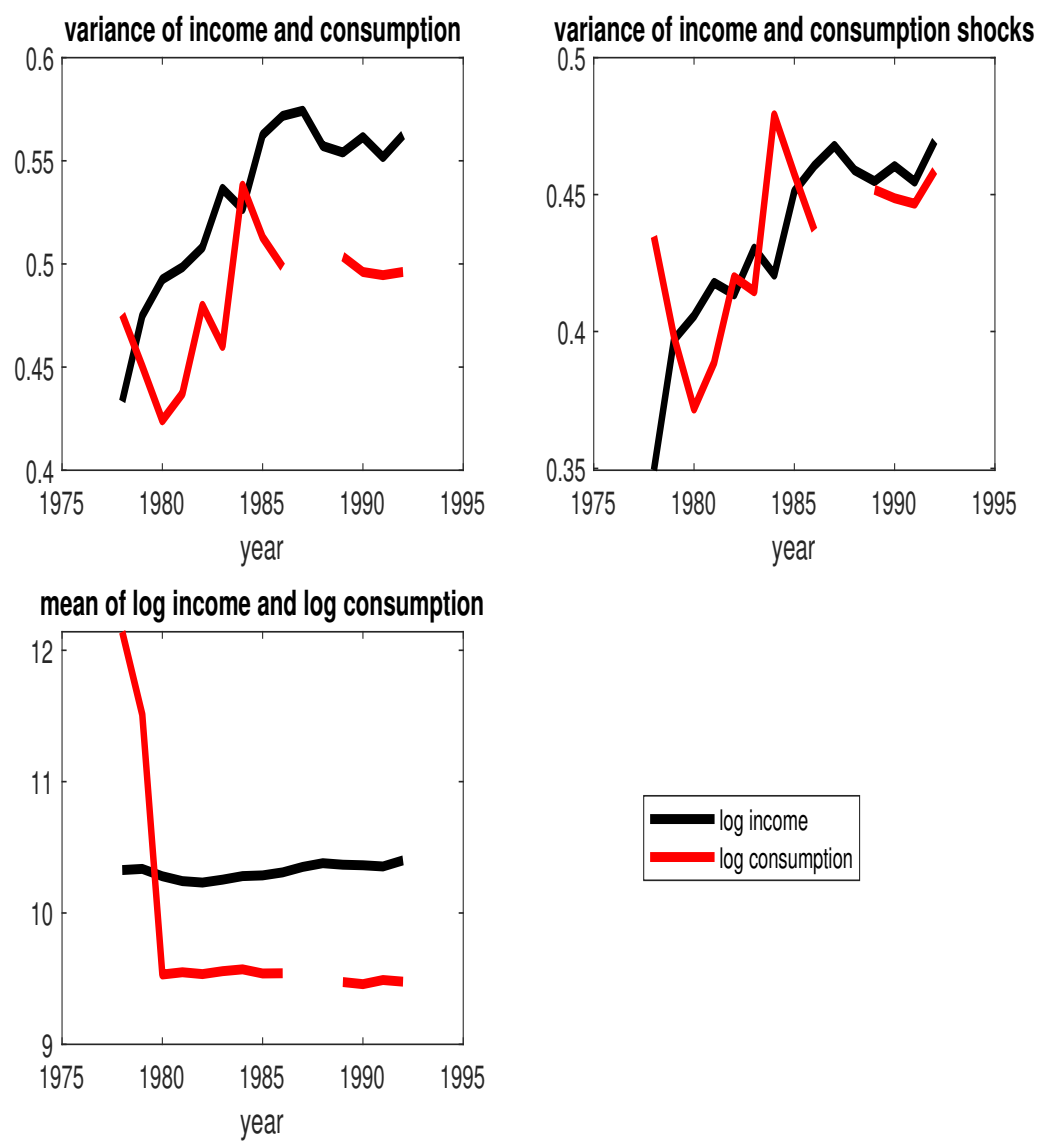 variance of income and consumption
0.6
0.55
0.5
0.45
0.4
1975 1980 1985 1990 1995
year
variance of income and consumption shocks
0.5
0.45
0.4
0.35
1975 1980 1985 1990 1995
year
mean of log income and log consumption
12
11
10
9
1975 1980 1985 1990 1995
year
log income
log consumption